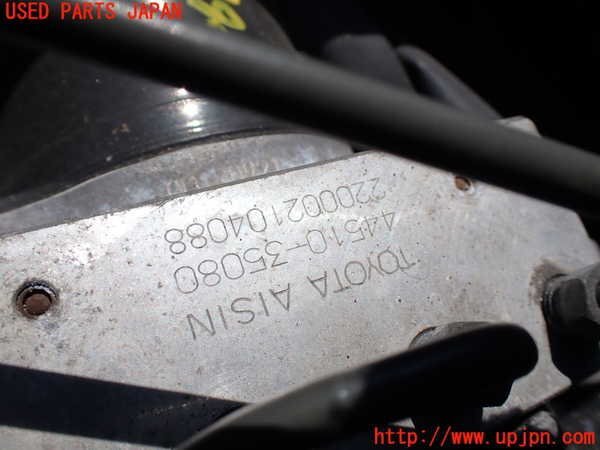 USED PARTS JAPAN
TOYOTA AISIN
44510-35080
220002104088
http://www.upjpn.com/